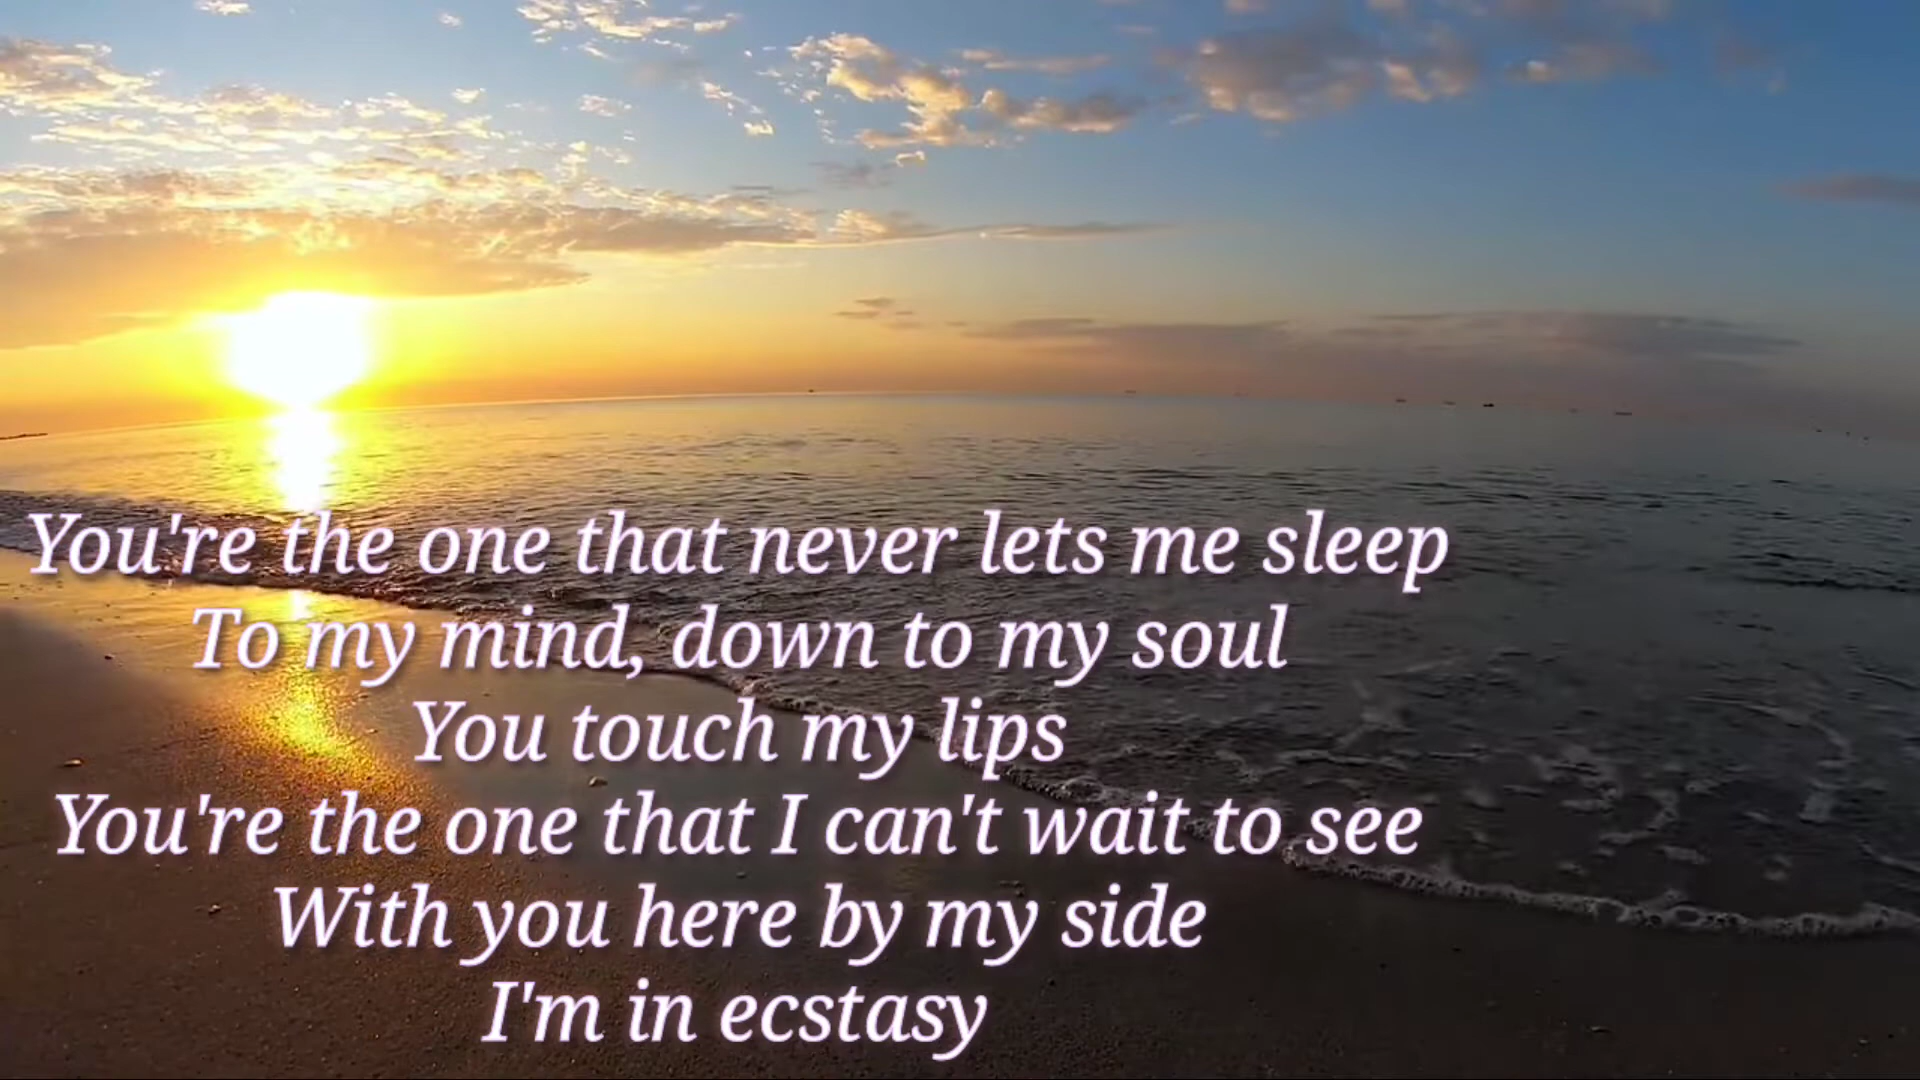 You're the one that never lets me sleep
To my mind, down to my soul
You touch my lips
You're the one that I can't wait to see
With you here by my side
I'm in ecstasy